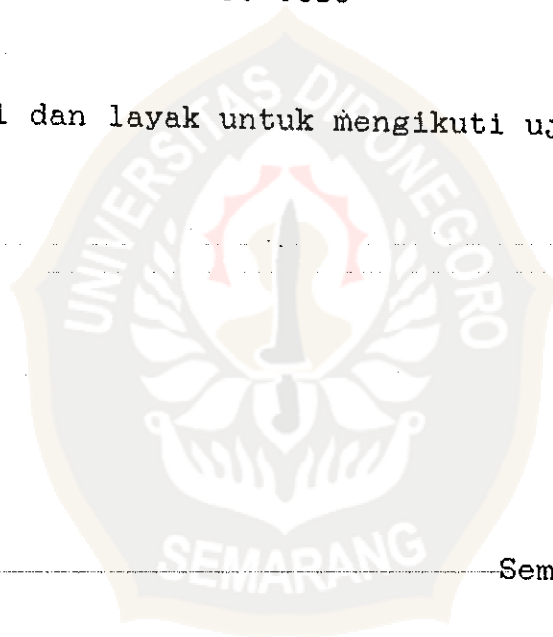 i dan layak untuk mengikuti uj
UNIVERSITAS DIPONEGORO
SEMARANG
Sem